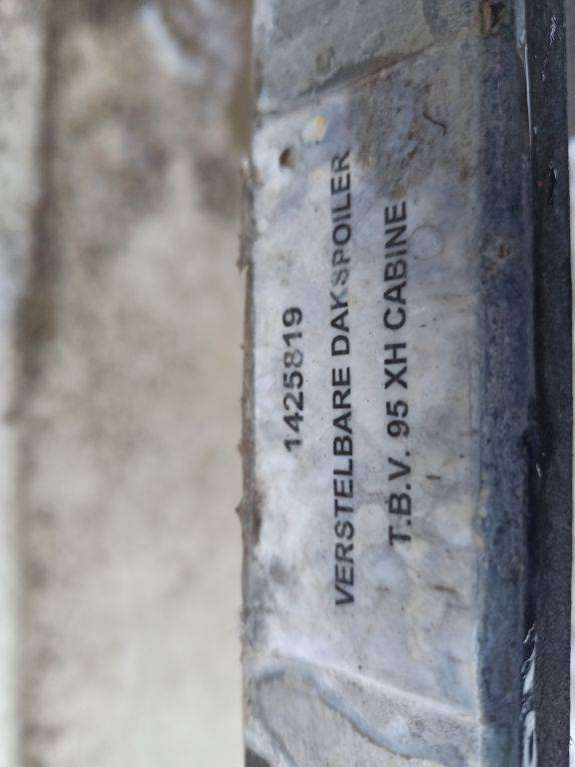 1425819
VERSTELBARE DAKSPOILER
T.B.V. 95 XH CABINE